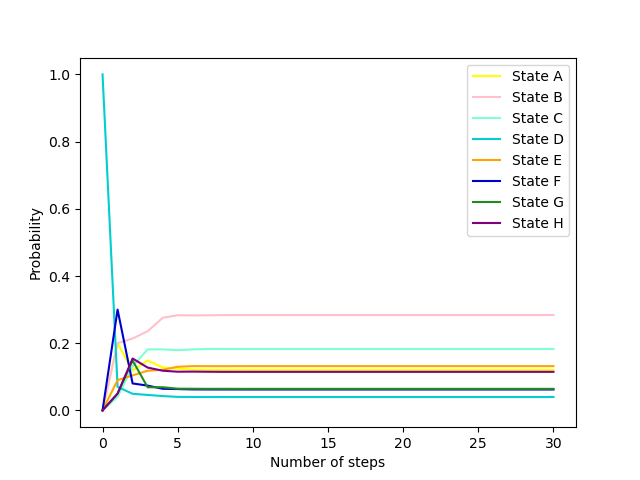 1.0
0.8
0.6
0.4
0.2
0.0
Probability
0 5 10 15 20 25 30
Number of steps
State A
State B
State C
State D
State E
State F
State G
State H